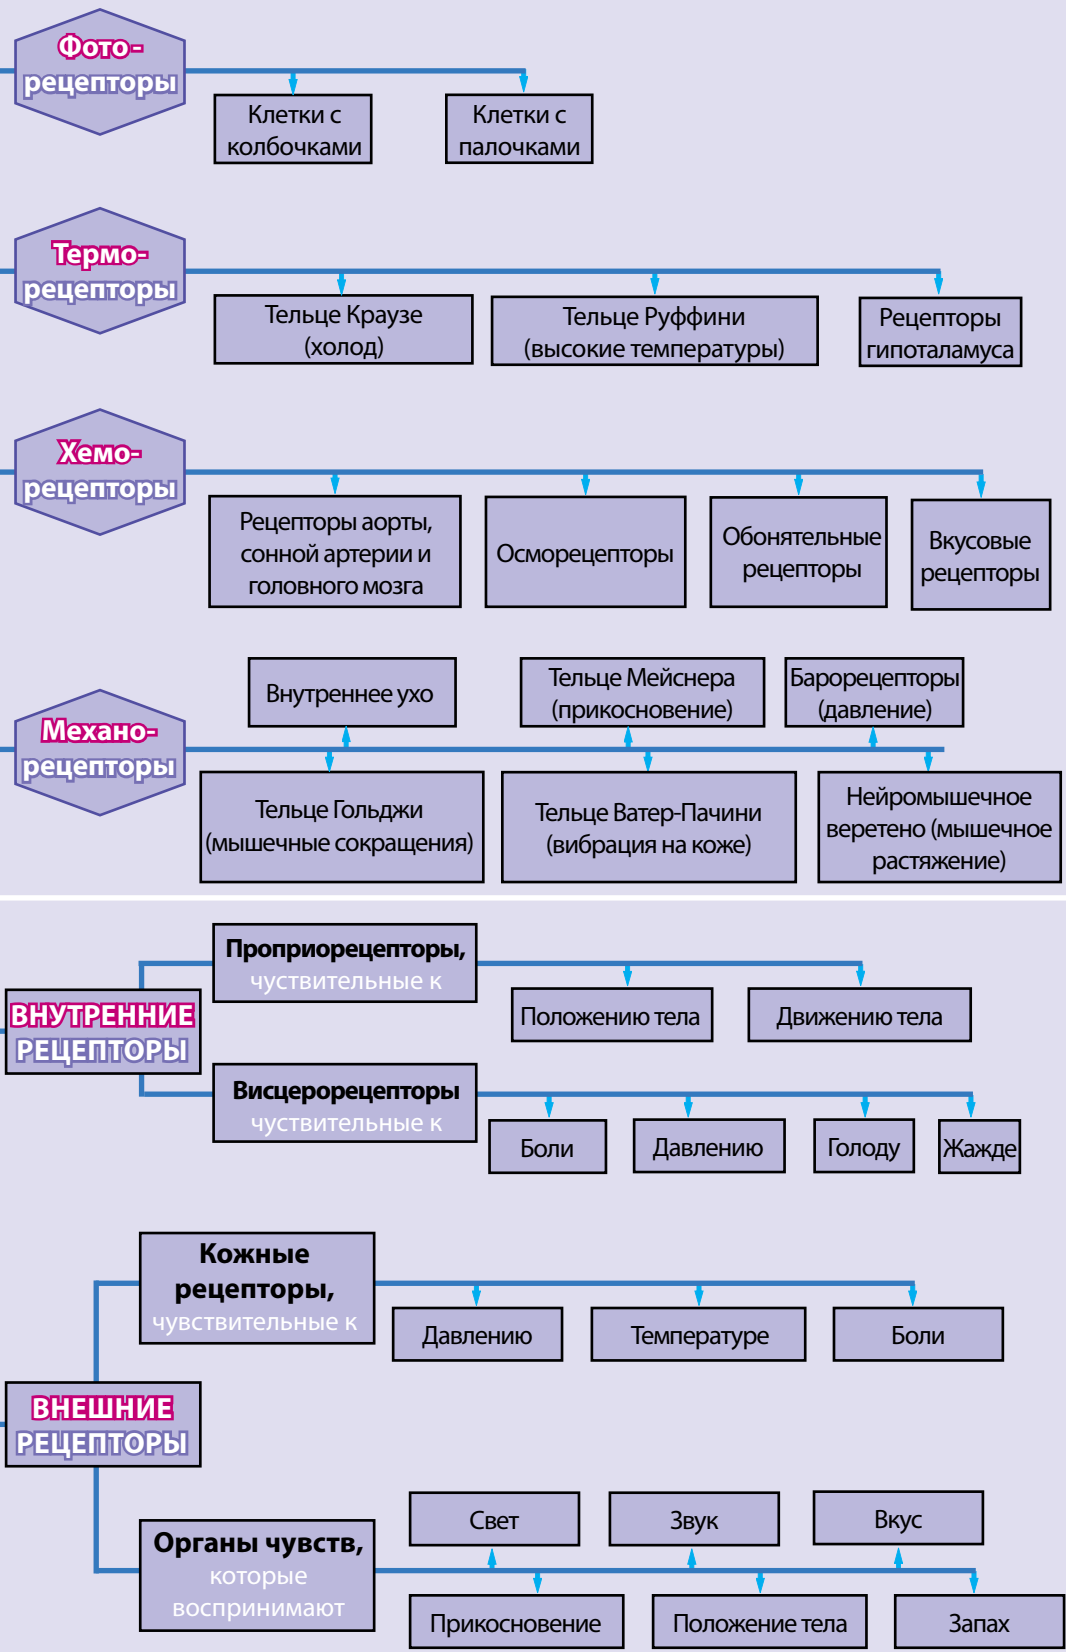 Фото-
рецепторы
Клетки с
колбочками
Клетки с
палочками
Термо-
рецепторы
Тельце Краузе
(холод)
Тельце Руффини
(высокие температуры)
Рецепторы
гипоталамуса
Хемо-
рецепторы
Рецепторы аорты,
сонной артерии и
головного мозга
Осморецепторы
Обонятельные
рецепторы
Вкусовые
рецепторы
Механо-
рецепторы
Внутреннее ухо
Тельце Мейснера
(прикосновение)
Барорецепторы
(давление)
Тельце Гольджи
(мышечные сокращения)
Тельце Ватер-Пачини
(вибрация на коже)
Нейромышечное
веретено (мышечное
растяжение)
ВНУТРЕННИЕ
РЕЦЕПТОРЫ
Проприорецепторы,
чуствительные к
Положению тела
Движению тела
Висцерорецепторы
чуствительные к
Боли
Давлению
Голоду
Жажде
ВНЕШНИЕ
РЕЦЕПТОРЫ
Кожные
рецепторы,
чувствительные к
Давлению
Температуре
Боли
Органы чувств,
которые
воспринимают
Свет
Звук
Вкус
Прикосновение
Положение тела
Запах